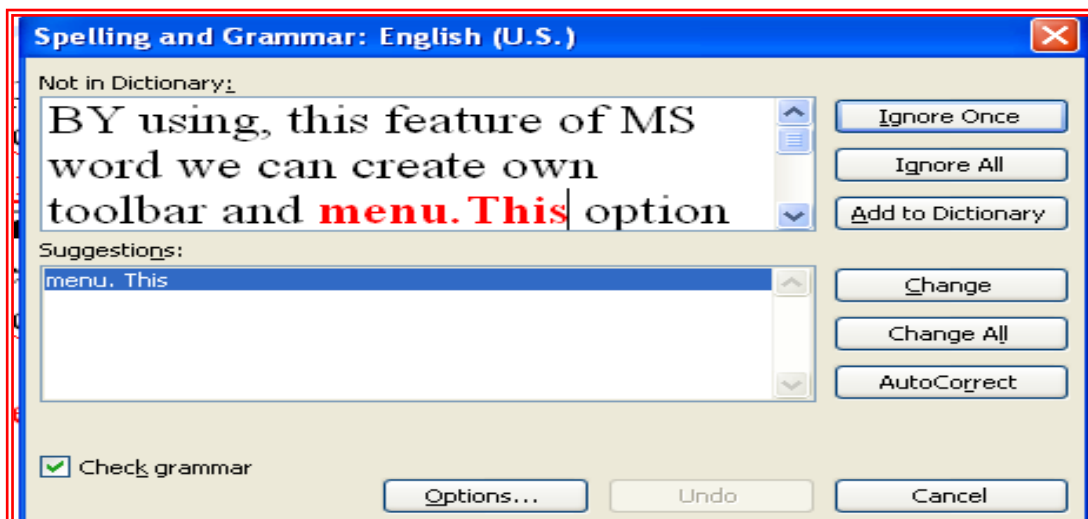 Spelling and Grammar: English (U.S.)
Not in Dictionary:
BY using, this feature of MS
word we can create own
toolbar and menu.This option
Ignore Once
Ignore All
Add to Dictionary
Suggestions:
menu. This
Change
Change All
AutoCorrect
Check grammar
Options...
Undo
Cancel